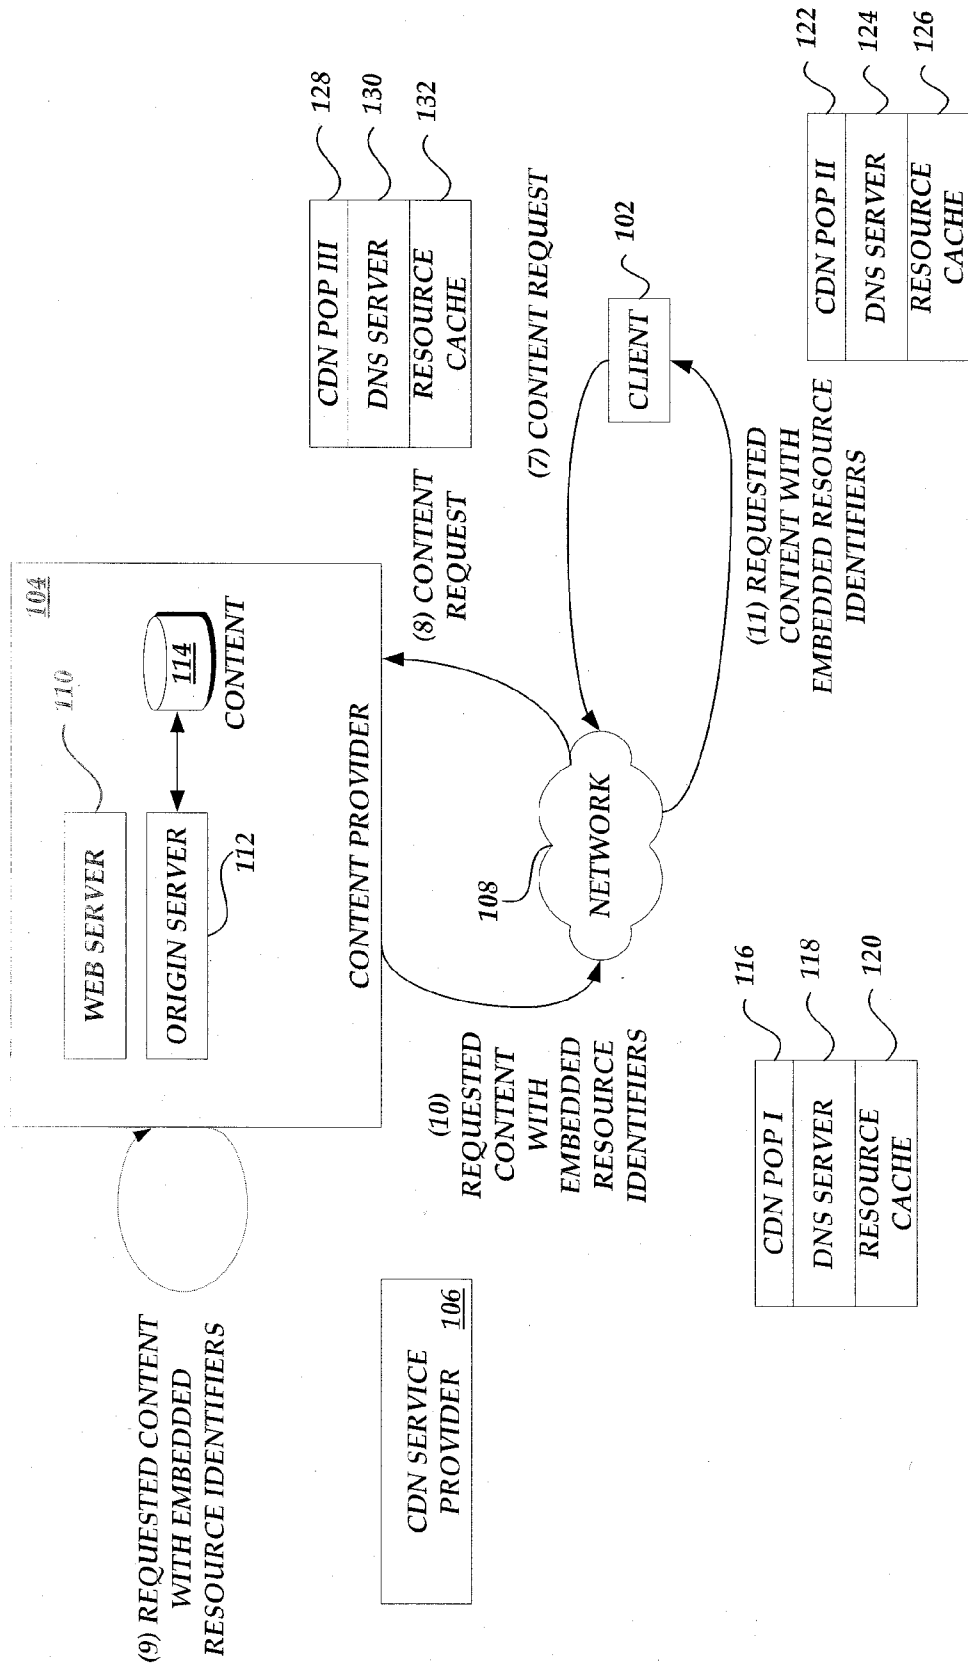 (9) REQUESTED CONTENT
WITH EMBEDDED
RESOURCE IDENTIFIERS
104
WEB SERVER
110
ORIGIN SERVER
112
114
CONTENT
CONTENT PROVIDER
CDN SERVICE
PROVIDER
106
(10)
REQUESTED
CONTENT
WITH
EMBEDDED
RESOURCE
IDENTIFIERS
(8) CONTENT
REQUEST
CDN POP III
128
DNS SERVER
130
RESOURCE
CACHE
132
108
NETWORK
(7) CONTENT REQUEST
CLIENT
102
(11) REQUESTED
CONTENT WITH
EMBEDDED RESOURCE
IDENTIFIERS
CDN POP I
116
DNS SERVER
118
RESOURCE
CACHE
120
CDN POP II
122
DNS SERVER
124
RESOURCE
CACHE
126